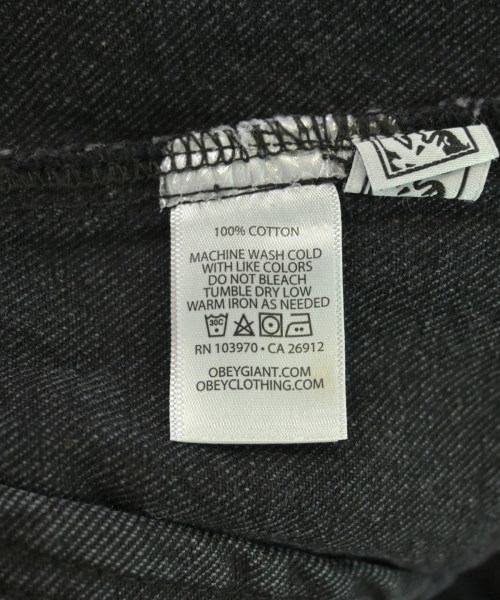 100% COTTON
MACHINE WASH COLD
WITH LIKE COLORS
DO NOT BLEACH
TUMBLE DRY LOW
WARM IRON AS NEEDED
30C
RN 103970 • CA 26912
OBEYGIANT.COM
OBEYCLOTHING.COM